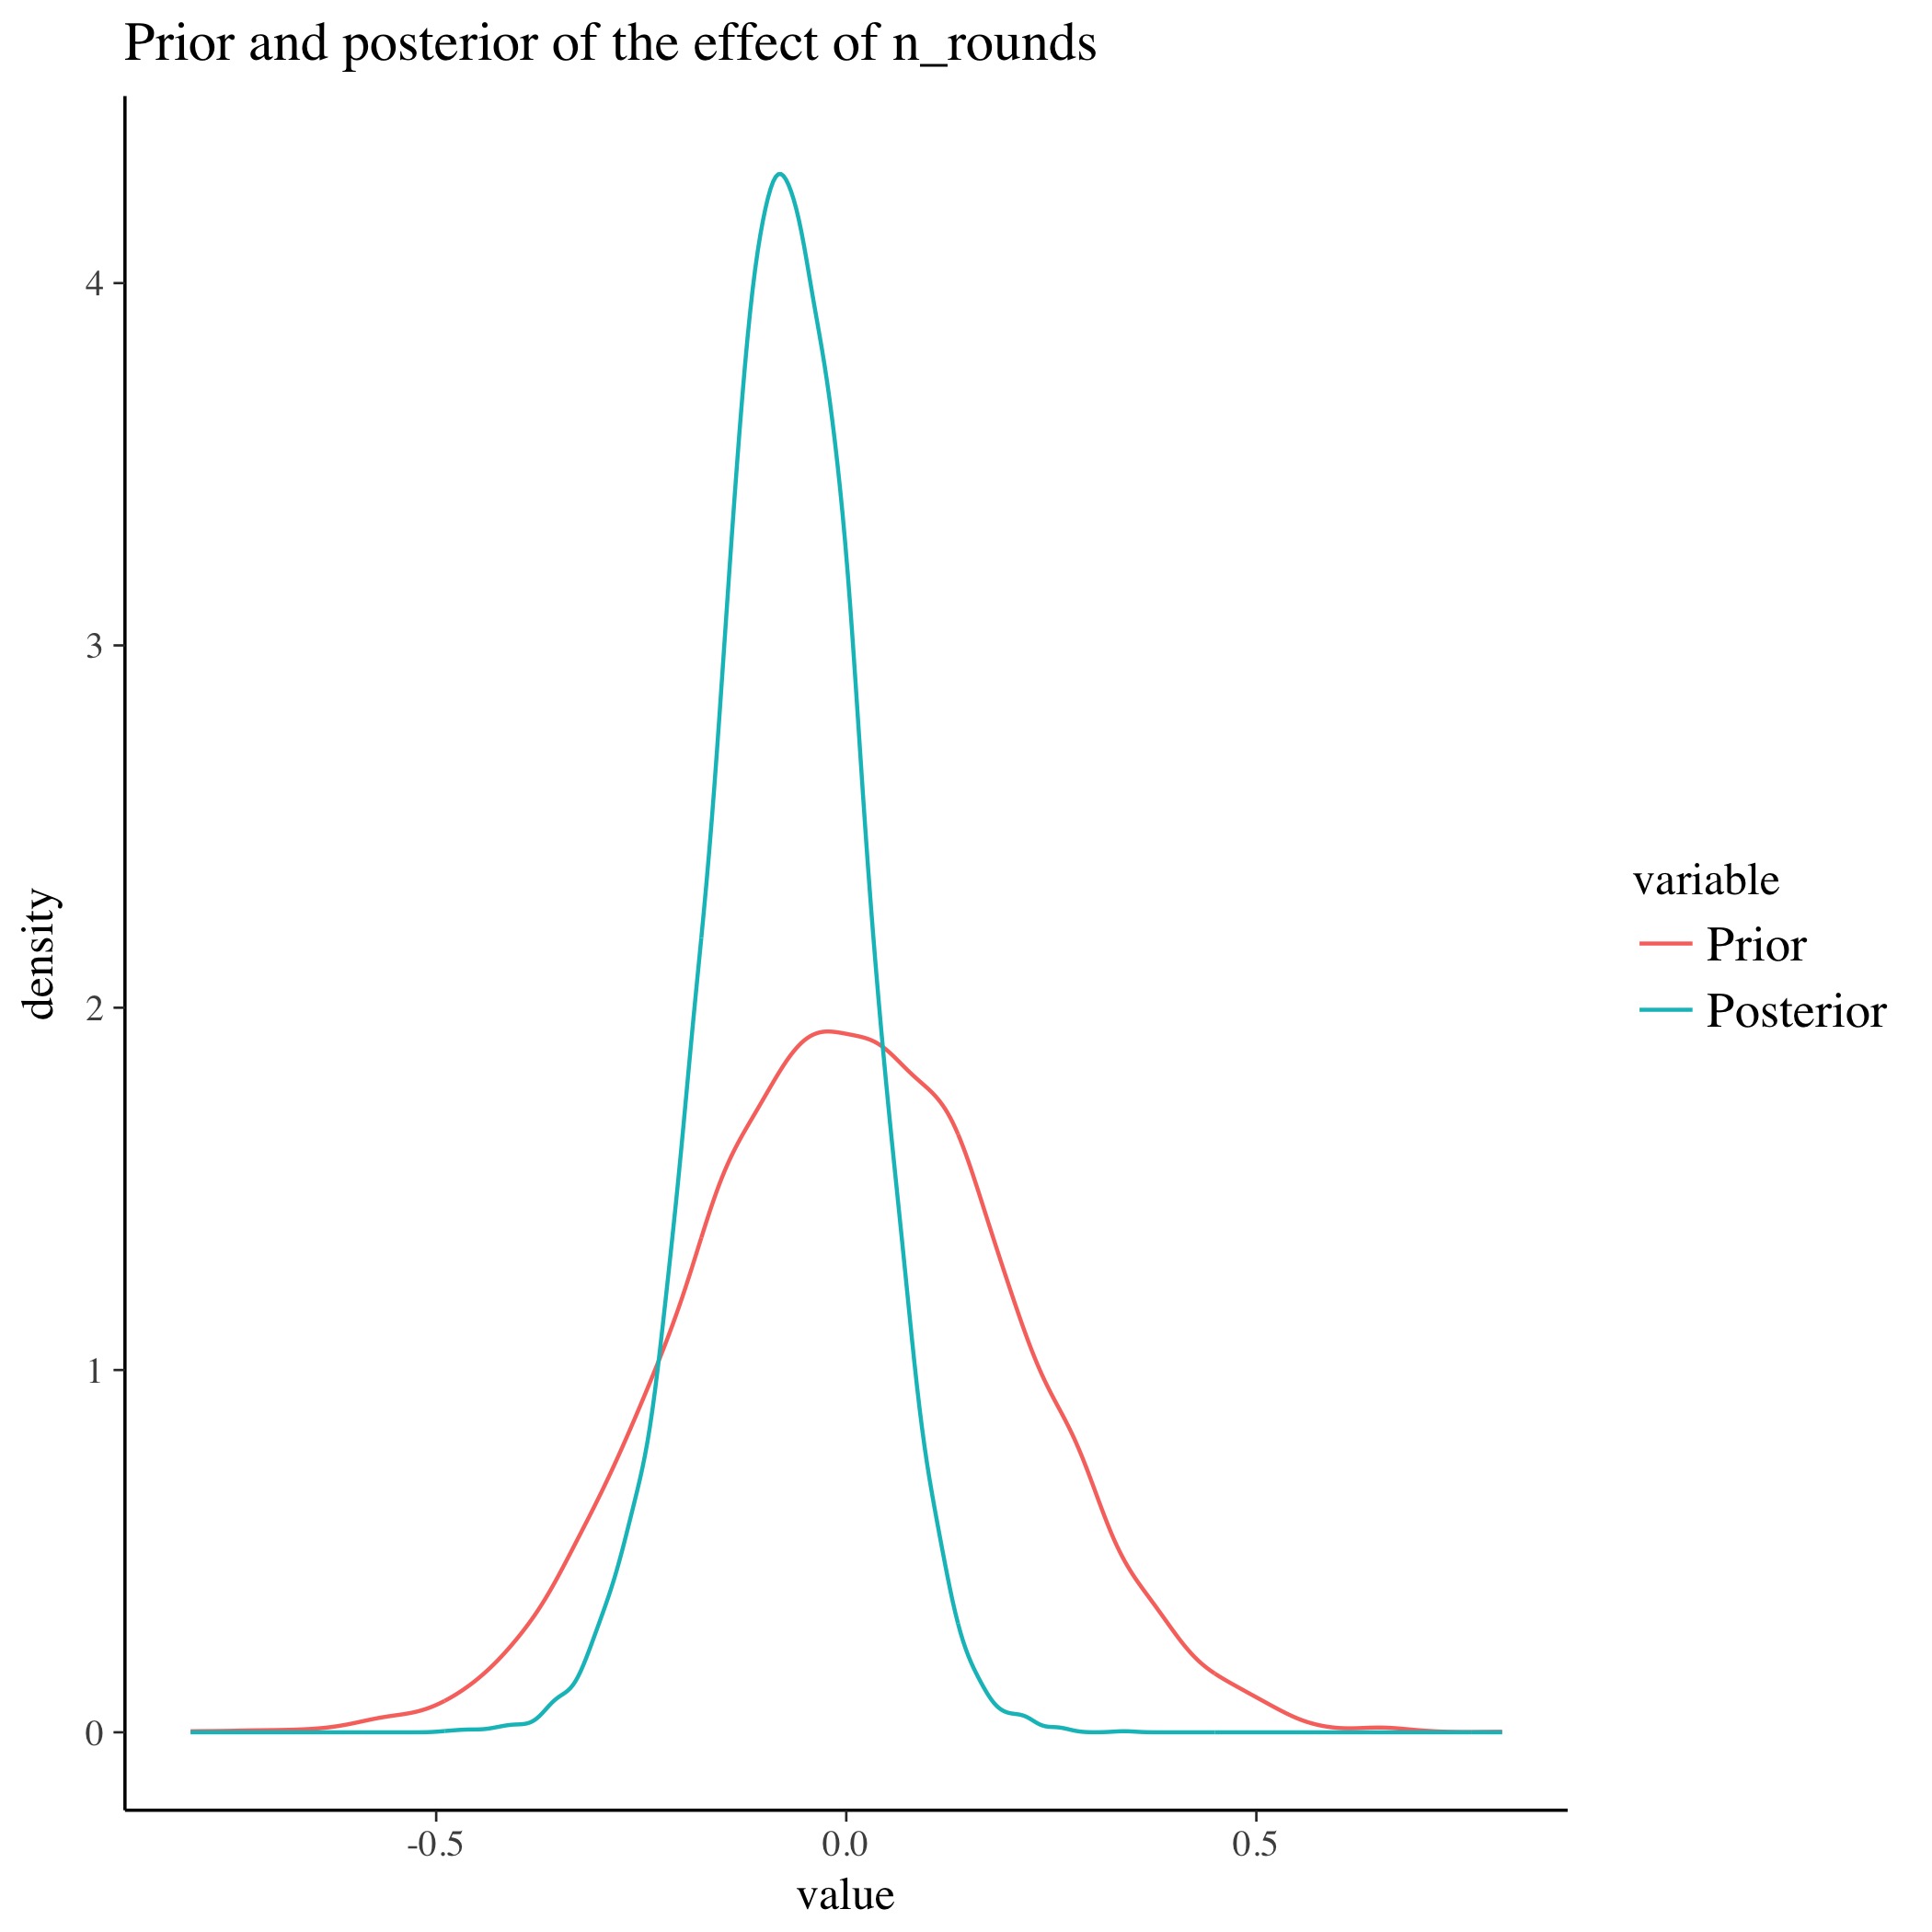 Prior and posterior of the effect of n_rounds
4
3
2
1
0
density
-0.5 0.0 0.5
value
variable
Prior
Posterior